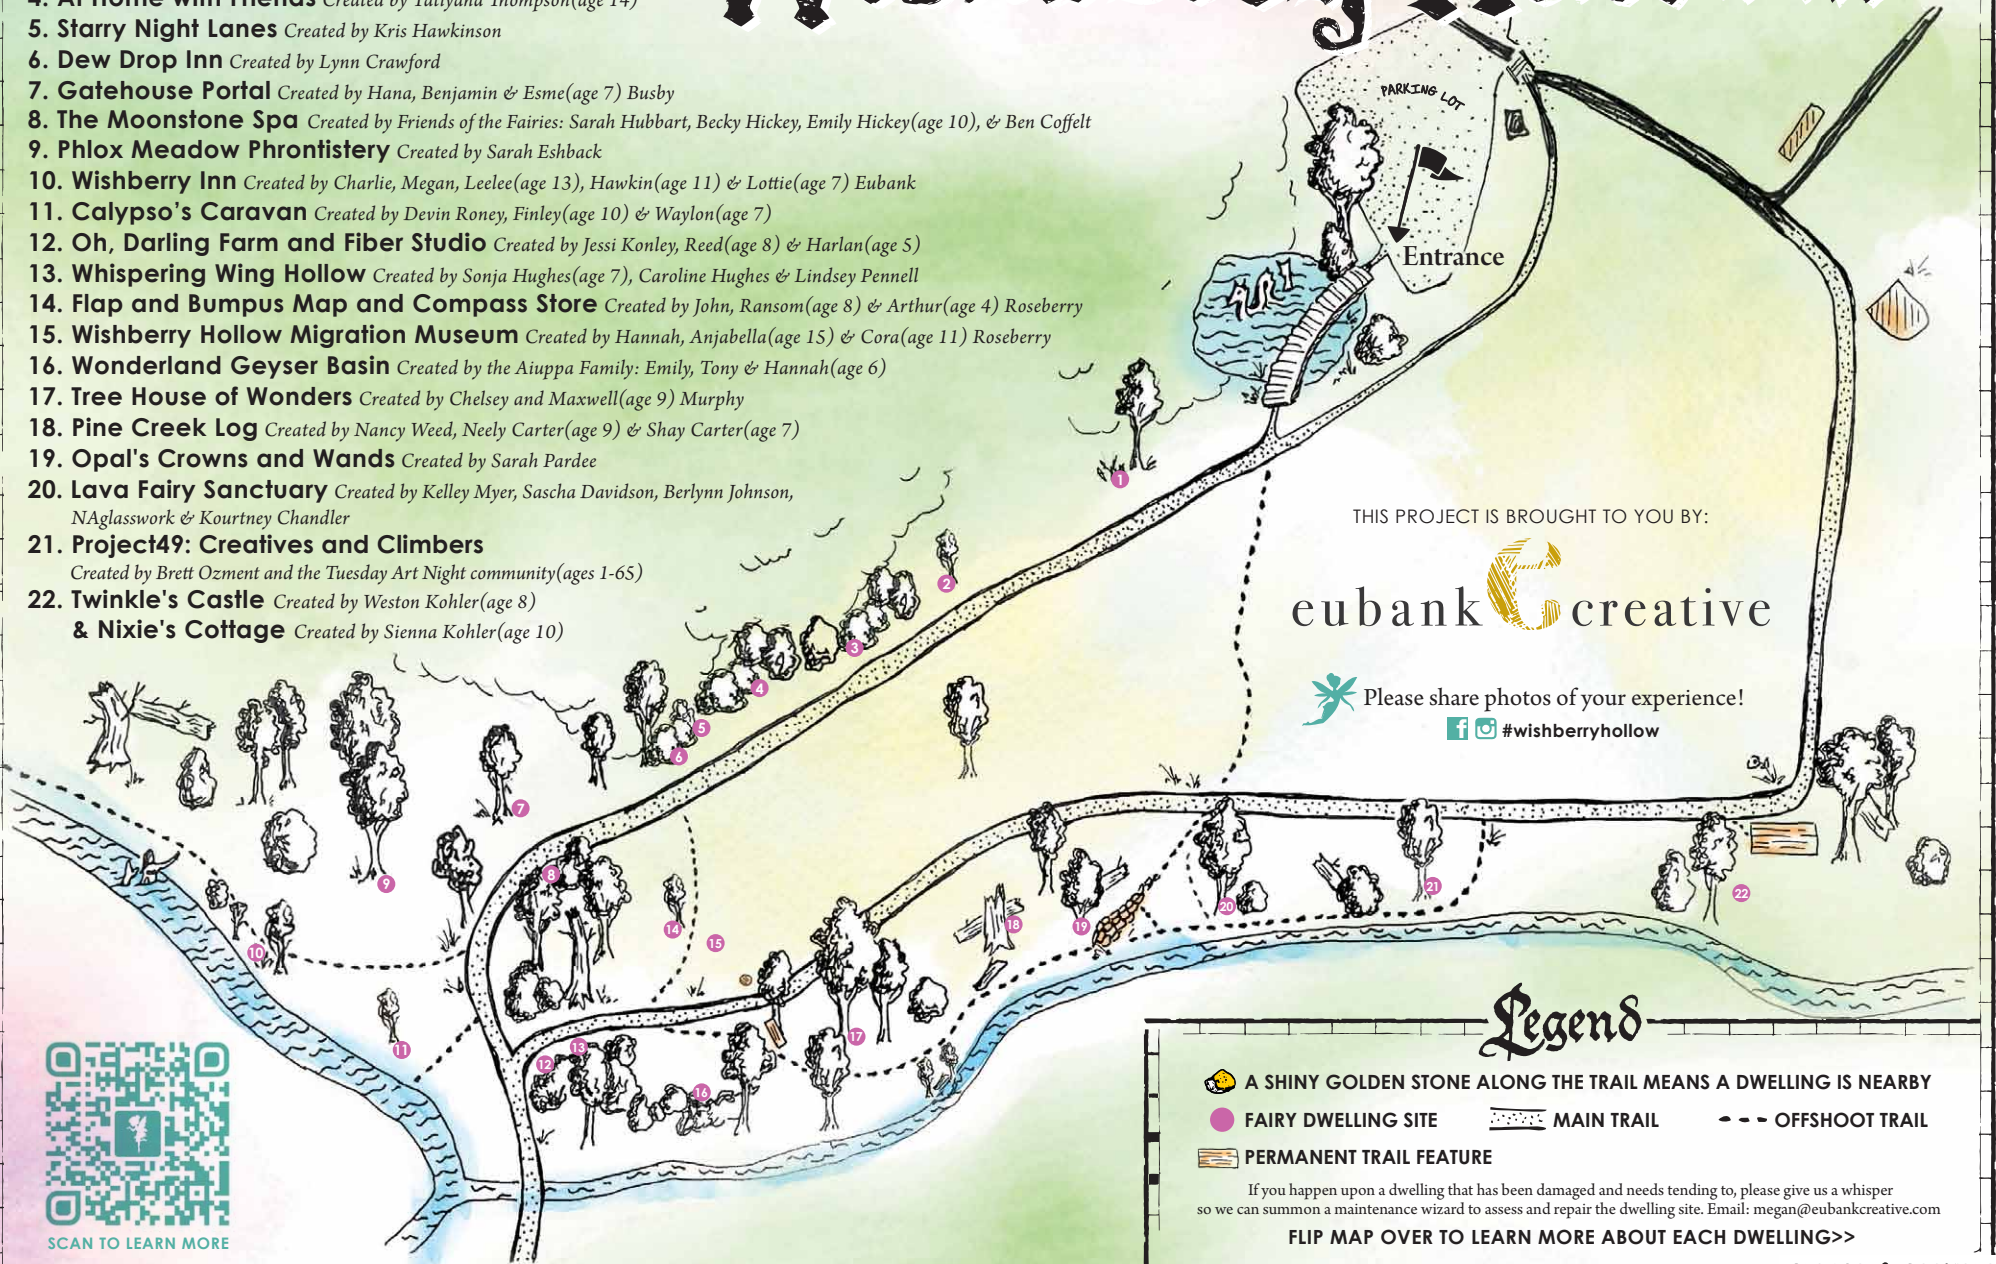 4. At Home with Friends Created by Tatiyana Thompson(age 14)
5. Starry Night Lanes Created by Kris Hawkinson
6. Dew Drop Inn Created by Lynn Crawford
7. Gatehouse Portal Created by Hana, Benjamin & Esme(age 7) Busby
8. The Moonstone Spa Created by Friends of the Fairies: Sarah Hubbart, Becky Hickey, Emily Hickey(age 10), & Ben Coffelt
9. Phlox Meadow Phrontistery Created by Sarah Eshback
10. Wishberry Inn Created by Charlie, Megan, Leelee(age 13), Hawkin(age 11) & Lottie(age 7) Eubank
11. Calypso’s Caravan Created by Devin Roney, Finley(age 10) & Waylon(age 7)
12. Oh, Darling Farm and Fiber Studio Created by Jessi Konley, Reed(age 8) & Harlan(age 5)
13. Whispering Wing Hollow Created by Sonja Hughes(age 7), Caroline Hughes & Lindsey Pennell
14. Flap and Bumpus Map and Compass Store Created by John, Ransom(age 8) & Arthur(age 4) Roseberry
15. Wishberry Hollow Migration Museum Created by Hannah, Anjabella(age 15) & Cora(age 11) Roseberry
16. Wonderland Geyser Basin Created by the Aiuppa Family: Emily, Tony & Hannah(age 6)
17. Tree House of Wonders Created by Chelsey and Maxwell(age 9) Murphy
18. Pine Creek Log Created by Nancy Weed, Neely Carter(age 9) & Shay Carter(age 7)
19. Opal's Crowns and Wands Created by Sarah Pardee
20. Lava Fairy Sanctuary Created by Kelley Myer, Sascha Davidson, Berlynn Johnson,
NAglasswork & Kourtney Chandler
21. Project49: Creatives and Climbers
Created by Brett Ozment and the Tuesday Art Night community(ages 1-65)
22. Twinkle's Castle Created by Weston Kohler(age 8)
& Nixie's Cottage Created by Sienna Kohler(age 10)
PARKING LOT
Entrance
1
2
3
4
5
6
7
8
9
10
11
12
13
14
15
16
17
18
19
20
21
22
THIS PROJECT IS BROUGHT TO YOU BY:
eubank e creative
Please share photos of your experience!
#wishberryhollow
SCAN TO LEARN MORE
Legend
A SHINY GOLDEN STONE ALONG THE TRAIL MEANS A DWELLING IS NEARBY
FAIRY DWELLING SITE
MAIN TRAIL
OFFSHOOT TRAIL
PERMANENT TRAIL FEATURE
If you happen upon a dwelling that has been damaged and needs tending to, please give us a whisper
so we can summon a maintenance wizard to assess and repair the dwelling site. Email: megan@eubankcreative.com
FLIP MAP OVER TO LEARN MORE ABOUT EACH DWELLING>>